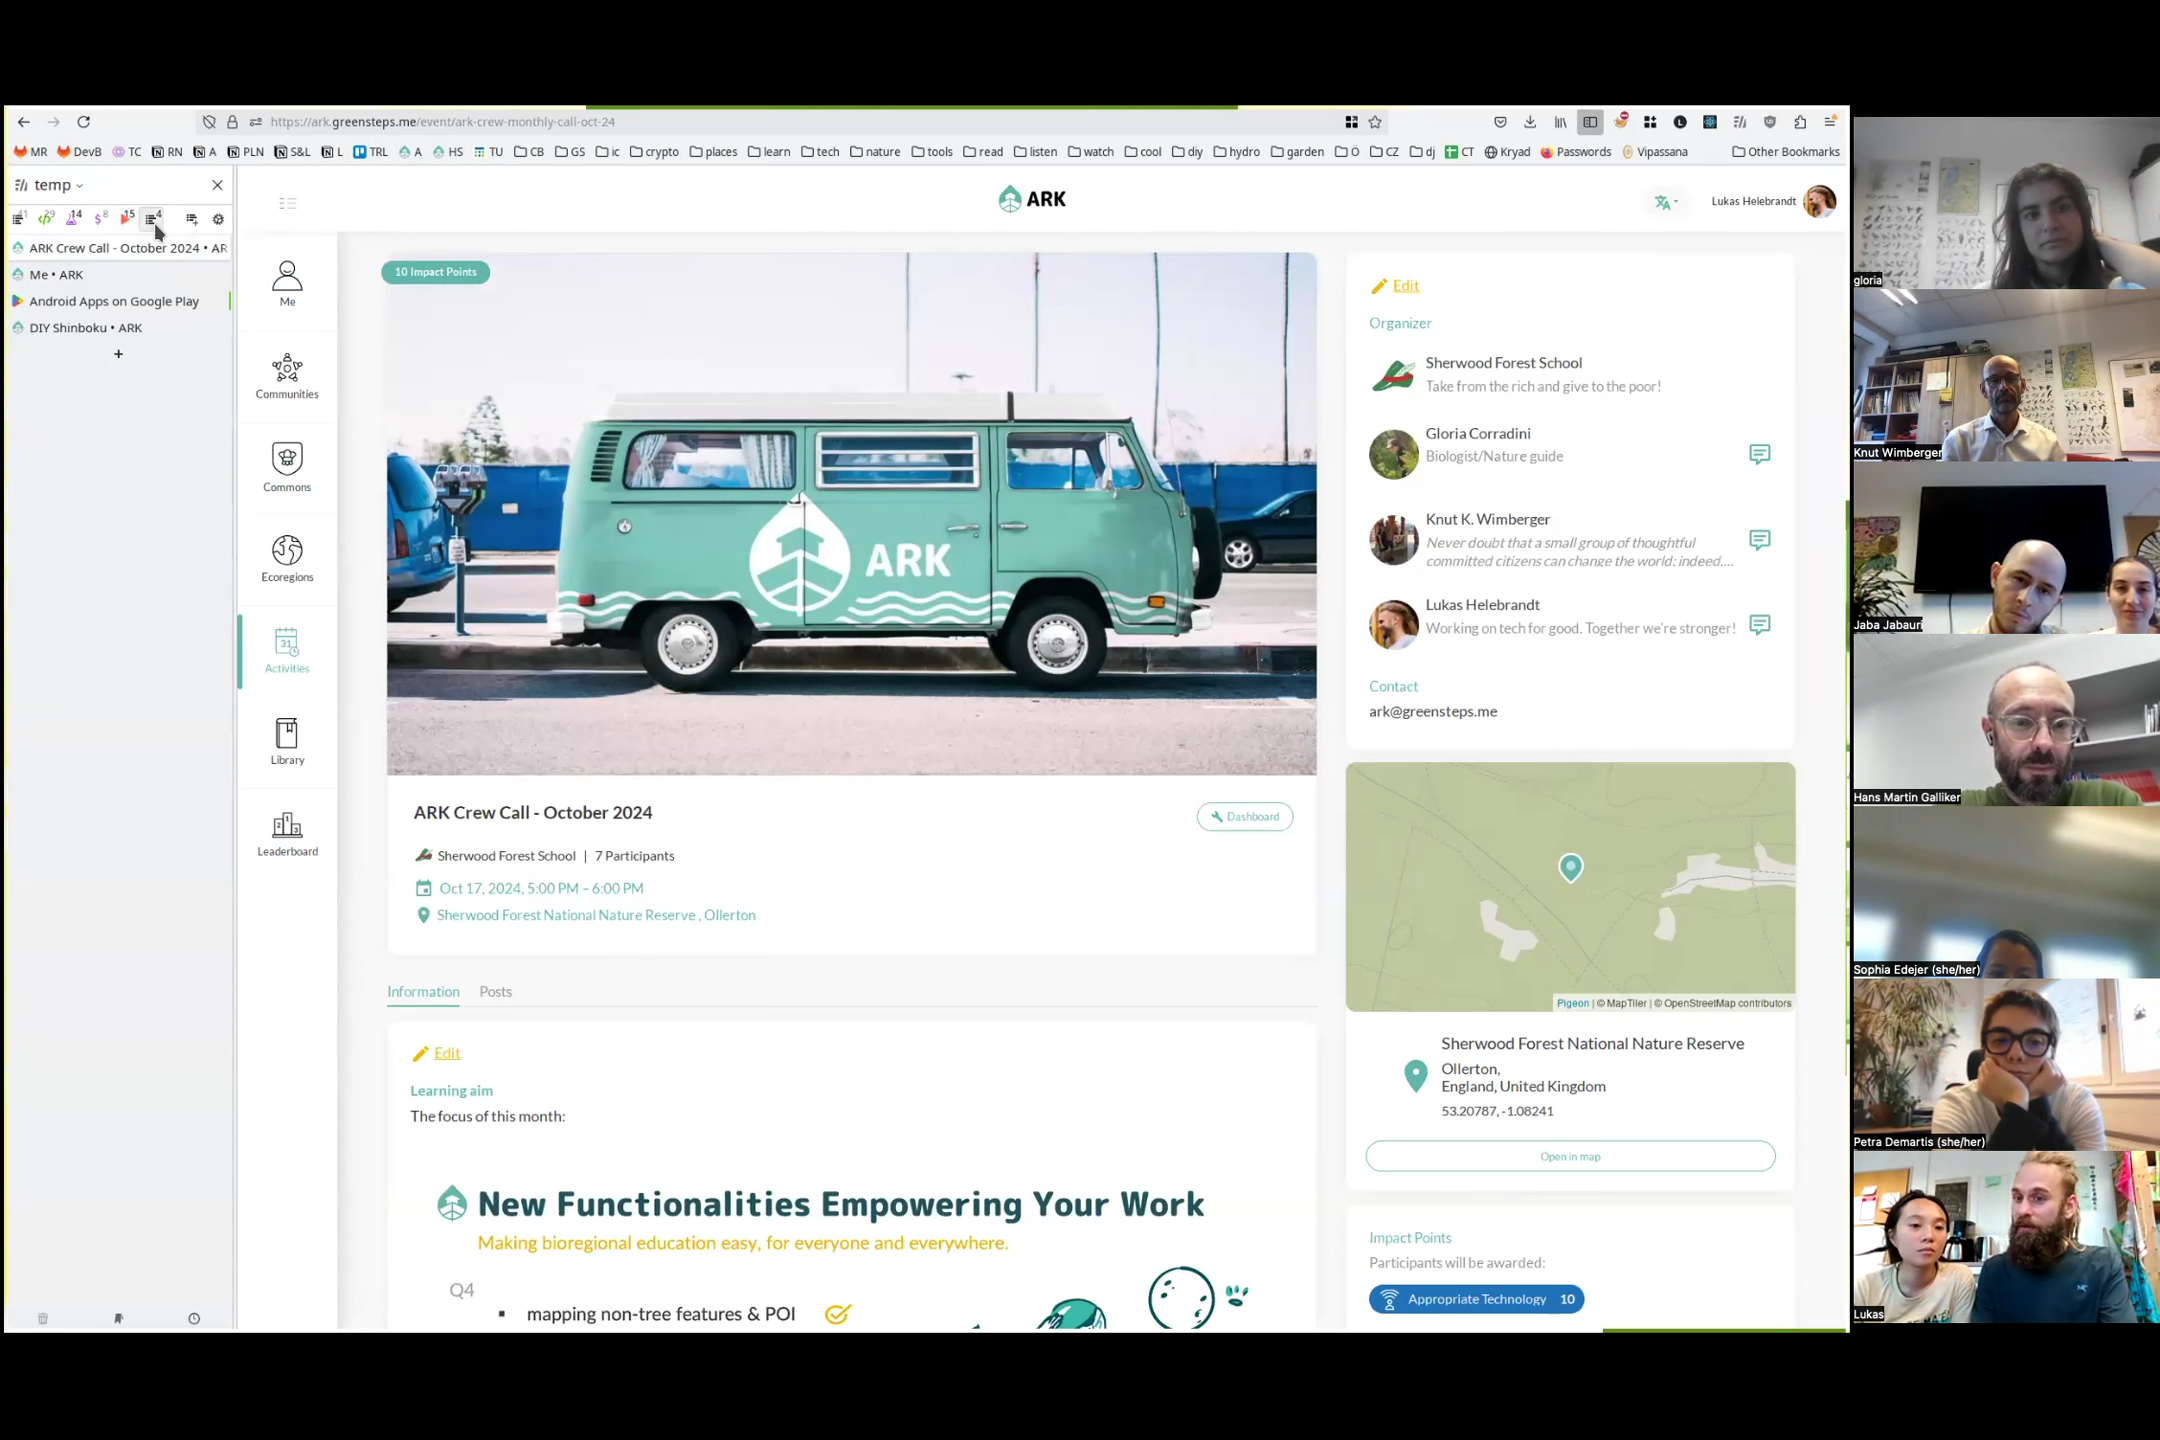 https://ark.greensteps.me/event/ark-crew-monthly-call-oct-24
MR DevB TC RN A PLN S&L L TRL A HS TU CB GS ic crypto places learn tech nature tools read listen watch cool diy hydro garden Ö CZ dj CT Kryad Passwords Vipassana Other Bookmarks
temp
29 14 8 15 4
ARK Crew Call - October 2024 • AR
Me • ARK
Android Apps on Google Play
DIY Shinboku • ARK
ARK
Lukas Helebrandt
Me
Communities
Commons
Ecoregions
31
Activities
Library
2 1 3
Leaderboard
10 Impact Points
ARK
ARK Crew Call - October 2024
Dashboard
Sherwood Forest School | 7 Participants
Oct 17, 2024, 5:00 PM – 6:00 PM
Sherwood Forest National Nature Reserve , Ollerton
Information Posts
Edit
Learning aim
The focus of this month:
New Functionalities Empowering Your Work
Making bioregional education easy, for everyone and everywhere.
Q4
▪ mapping non-tree features & POI
Edit
Organizer
Sherwood Forest School
Take from the rich and give to the poor!
Gloria Corradini
Biologist/Nature guide
Knut K. Wimberger
Never doubt that a small group of thoughtful
committed citizens can change the world: indeed,...
Lukas Helebrandt
Working on tech for good. Together we're stronger!
Contact
ark@greensteps.me
Pigeon | © MapTiler | © OpenStreetMap contributors
Sherwood Forest National Nature Reserve
Ollerton,
England, United Kingdom
53.20787, -1.08241
Open in map
Impact Points
Participants will be awarded:
Appropriate Technology 10
gloria
Knut Wimberger
Jaba Jabauri
Hans Martin Galliker
Sophia Edejer (she/her)
Petra Demartis (she/her)
Lukas